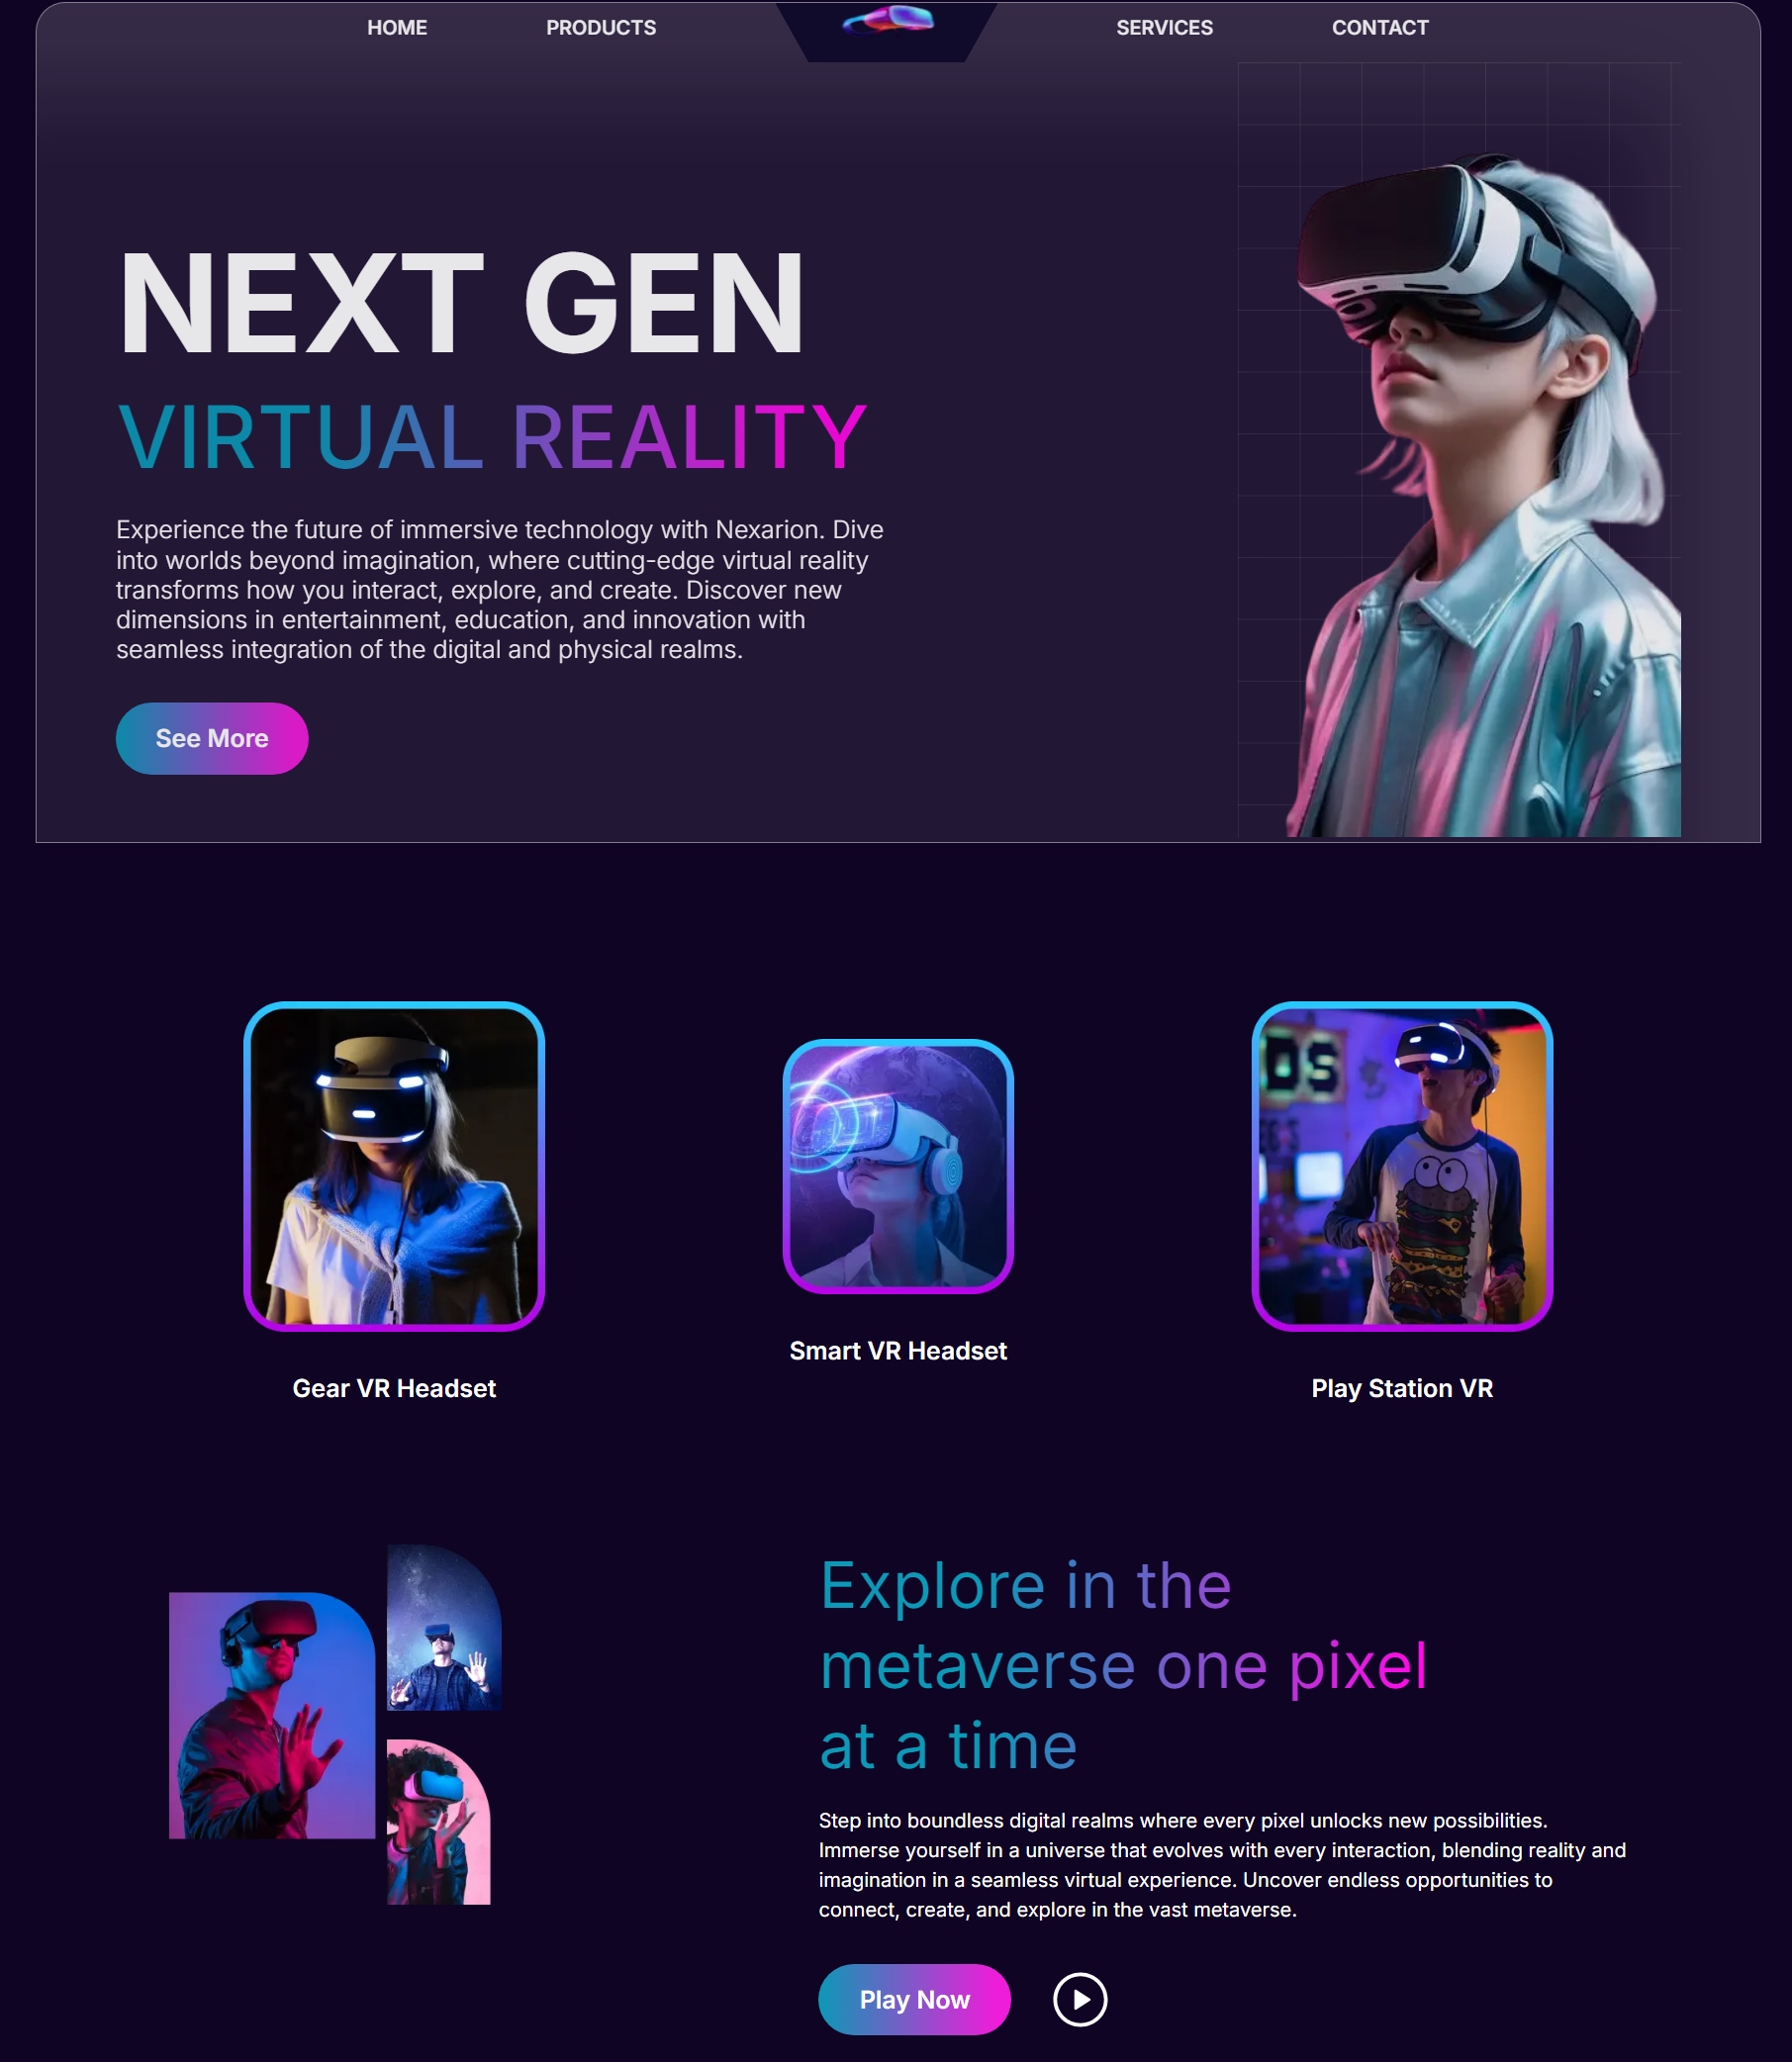 HOME
PRODUCTS
SERVICES
CONTACT
NEXT GEN
VIRTUAL REALITY
Experience the future of immersive technology with Nexarion. Dive
into worlds beyond imagination, where cutting-edge virtual reality
transforms how you interact, explore, and create. Discover new
dimensions in entertainment, education, and innovation with
seamless integration of the digital and physical realms.
See More
Gear VR Headset
Smart VR Headset
Play Station VR
Explore in the
metaverse one pixel
at a time
Step into boundless digital realms where every pixel unlocks new possibilities.
Immerse yourself in a universe that evolves with every interaction, blending reality and
imagination in a seamless virtual experience. Uncover endless opportunities to
connect, create, and explore in the vast metaverse.
Play Now